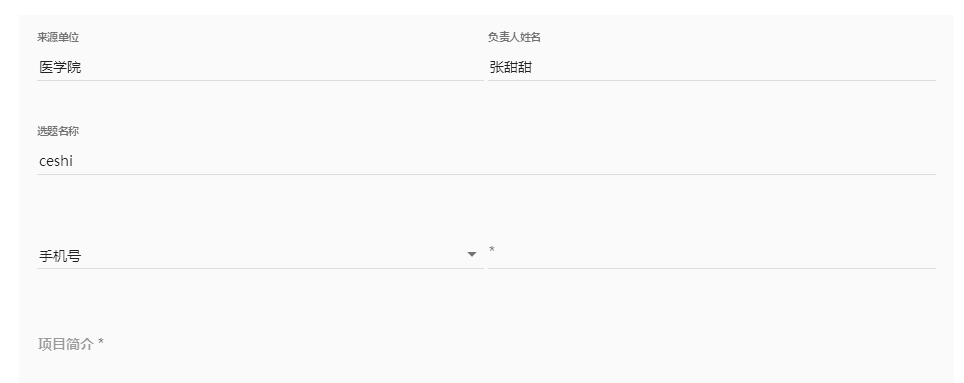 来源单位
负责人姓名
医学院
张甜甜
选题名称
ceshi
手机号
*
项目简介 *